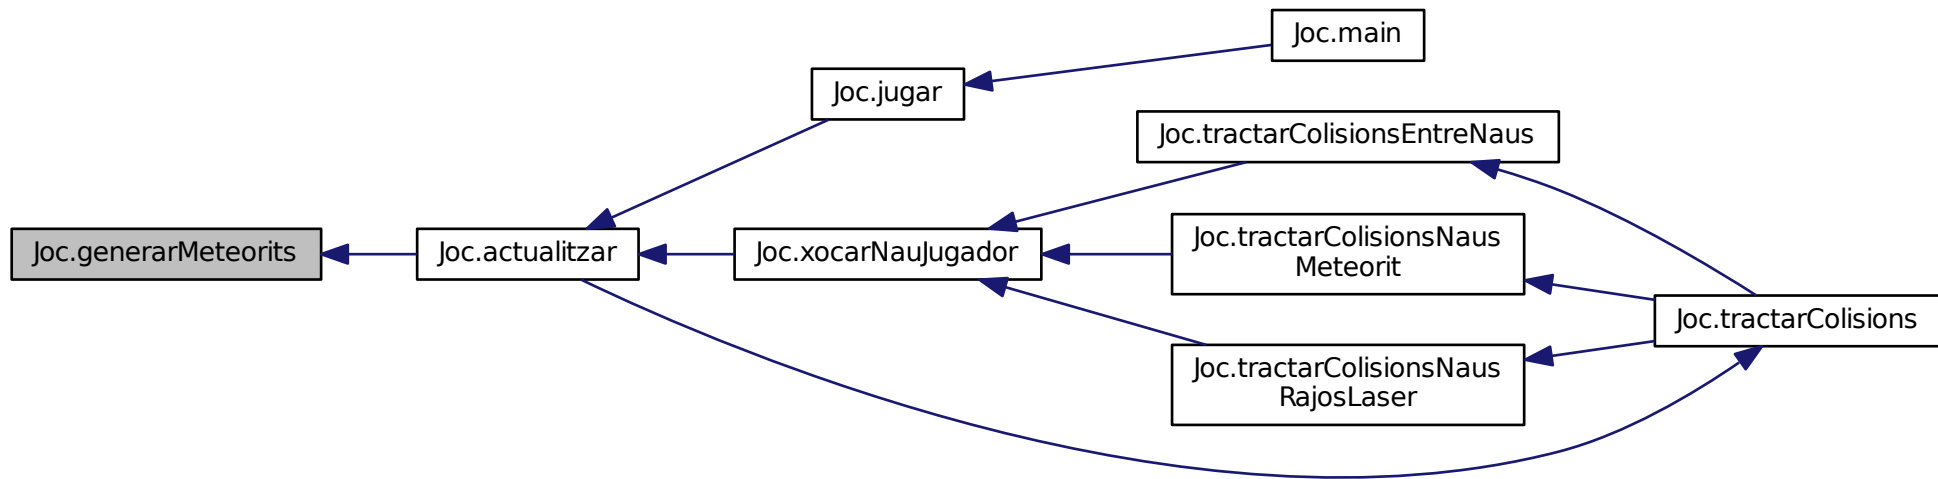 Joc.main
Joc.jugar
Joc.tractarColisionsEntreNaus
Joc.generarMeteorits
Joc.actualitzar
Joc.xocarNauJugador
Joc.tractarColisionsNaus
Meteorit
Joc.tractarColisions
Joc.tractarColisionsNaus
RajosLaser